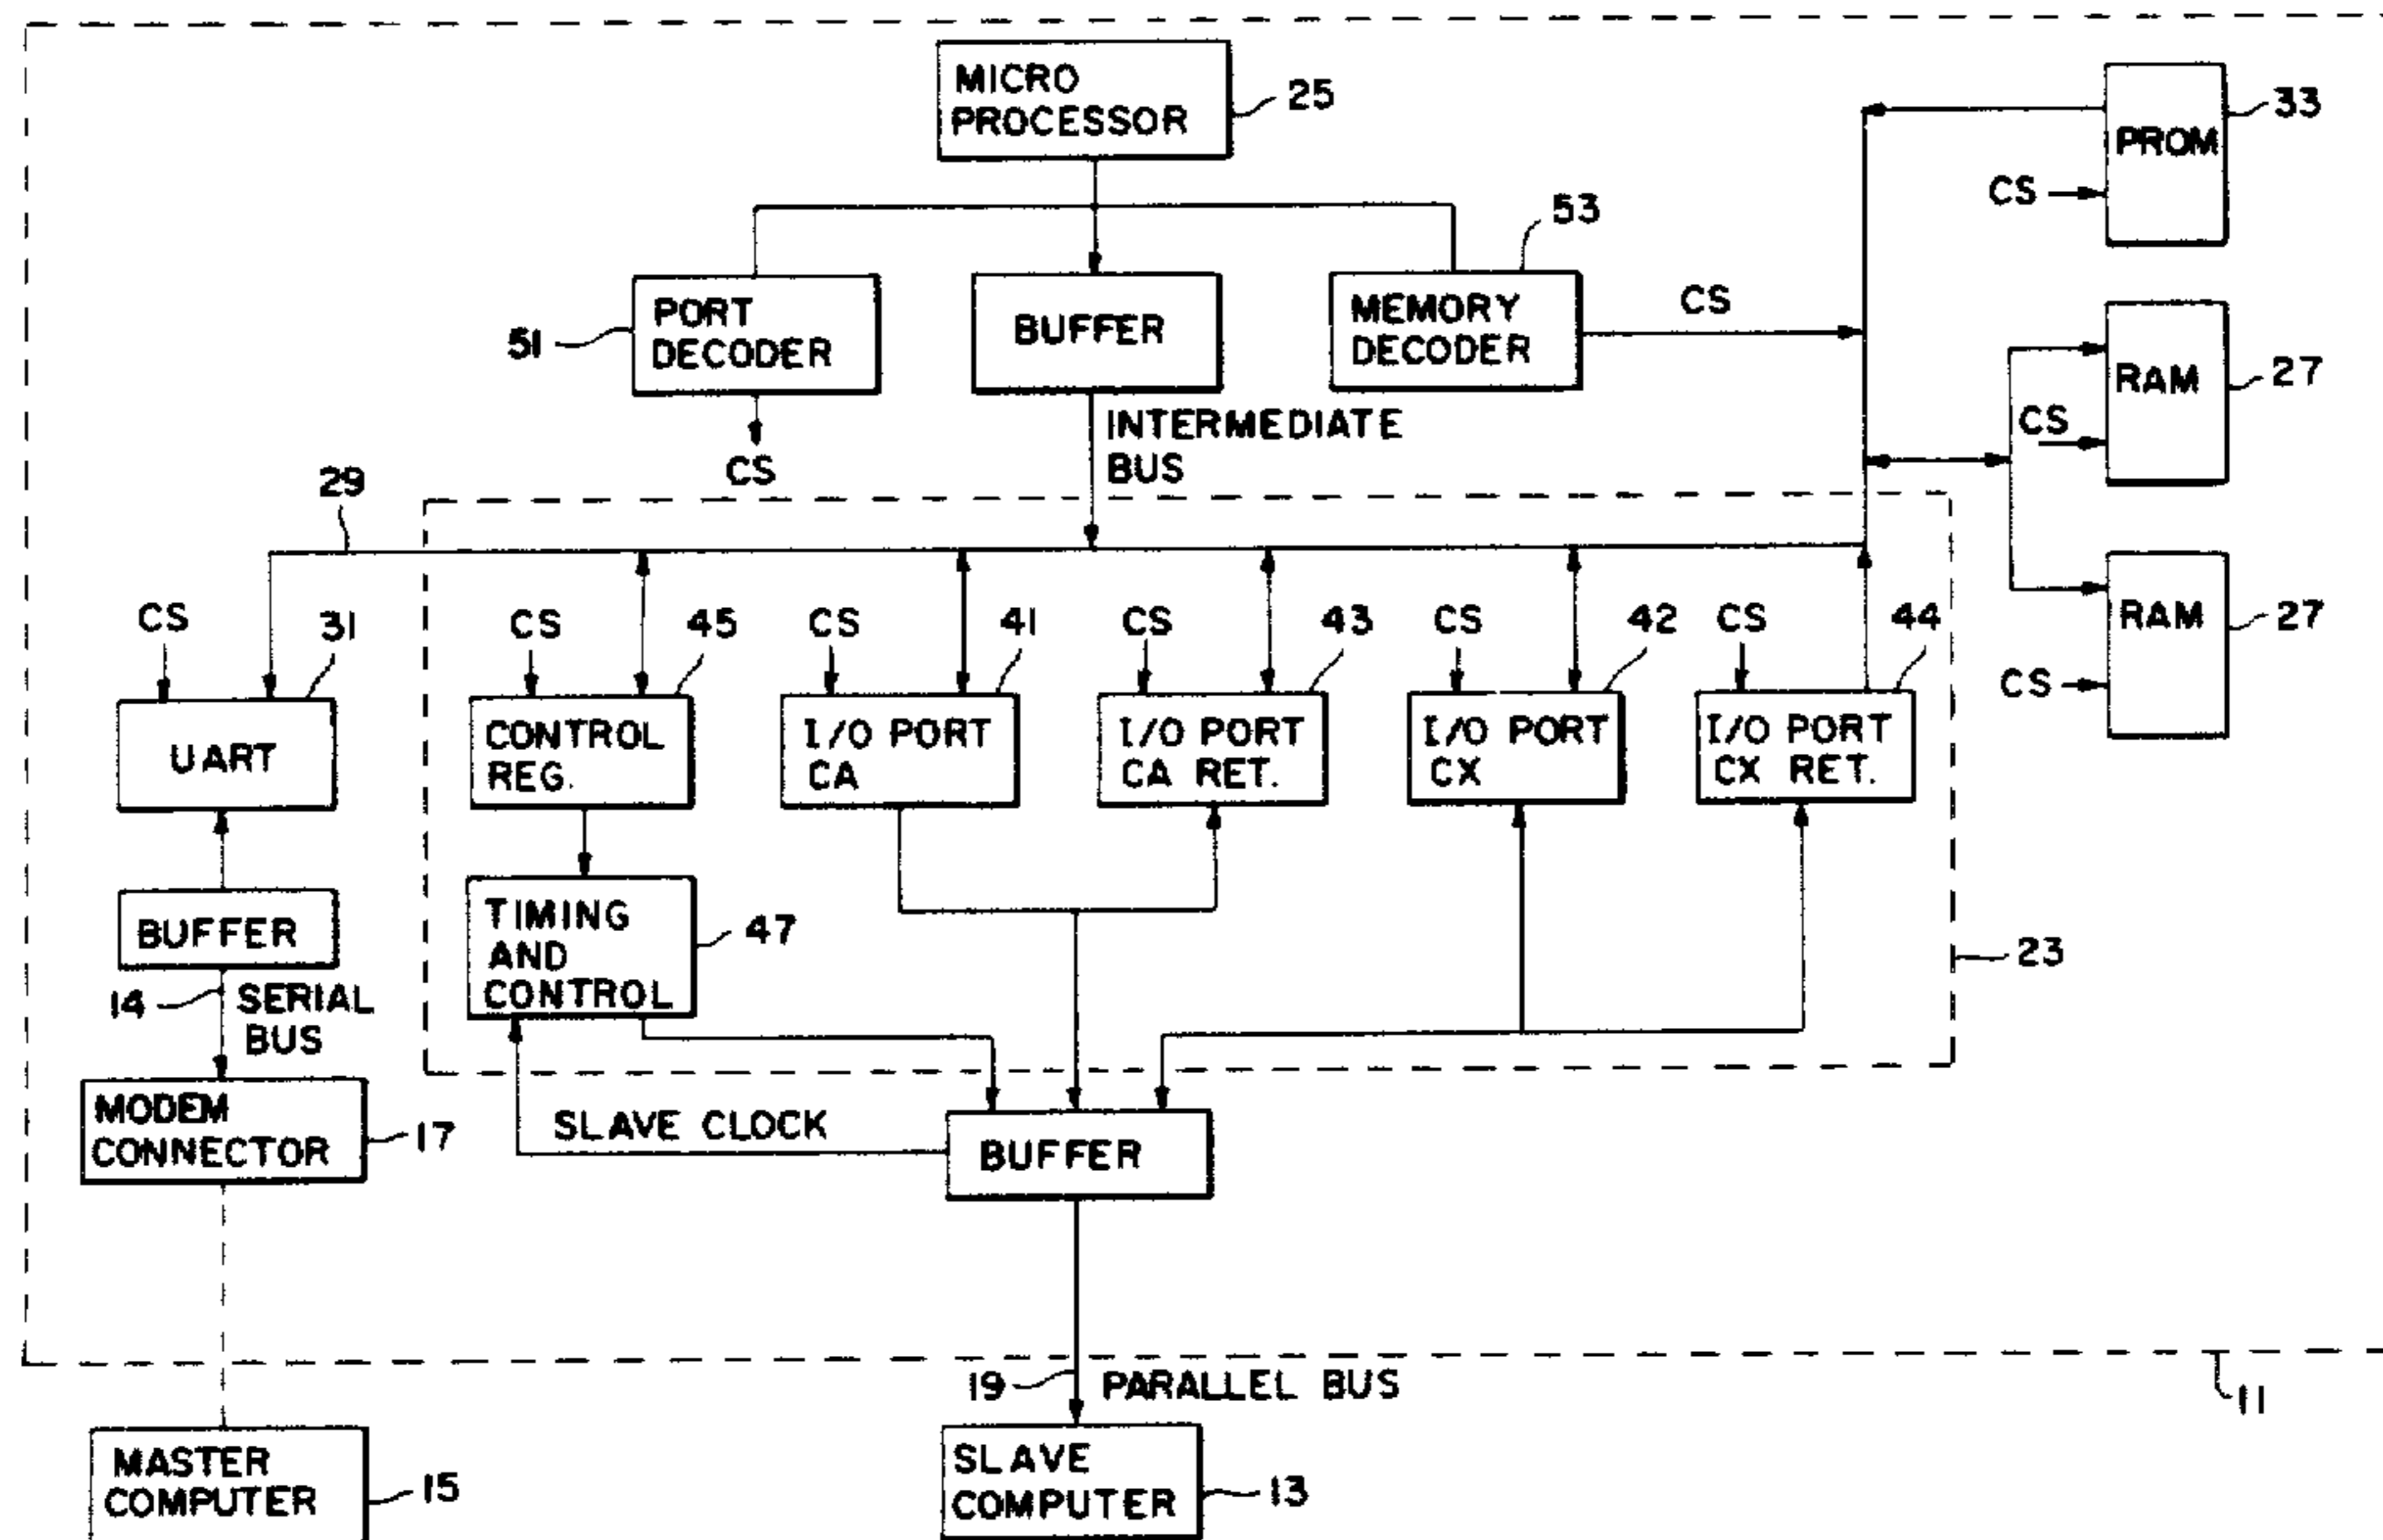 MICRO
PROCESSOR
25
33
PROM
CS
53
PORT
DECODER
51
BUFFER
MEMORY
DECODER
CS
RAM
27
CS
CS
INTERMEDIATE
BUS
29
RAM
27
CS
CS
31
CS
45
CS
41
CS
43
CS
42
CS
44
UART
CONTROL
REG.
I/O PORT
CA
I/O PORT
CA RET.
I/O PORT
CX
I/O PORT
CX RET.
BUFFER
TIMING
AND
CONTROL
47
23
14
SERIAL
BUS
MODEM
CONNECTOR
17
SLAVE CLOCK
BUFFER
19
PARALLEL BUS
11
MASTER
COMPUTER
15
SLAVE
COMPUTER
13